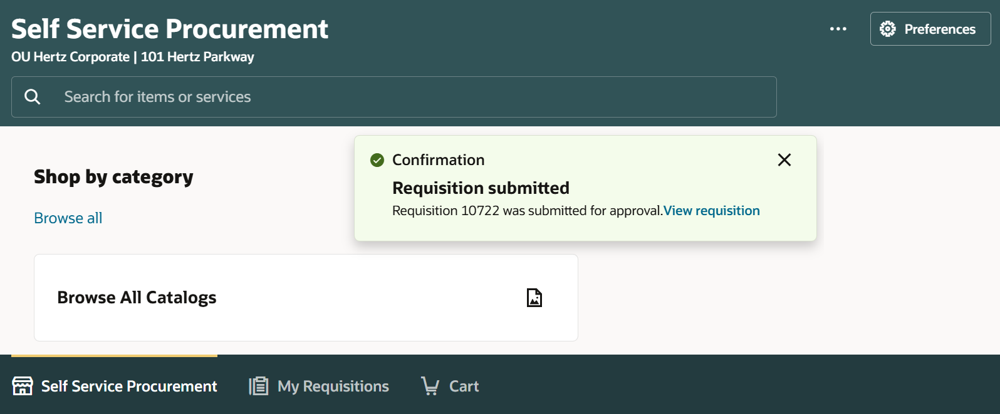 Self Service Procurement
Preferences
OU Hertz Corporate | 101 Hertz Parkway
Search for items or services
Confirmation
Requisition submitted
Requisition 10722 was submitted for approval.View requisition
Shop by category
Browse all
Browse All Catalogs
Self Service Procurement
My Requisitions
Cart